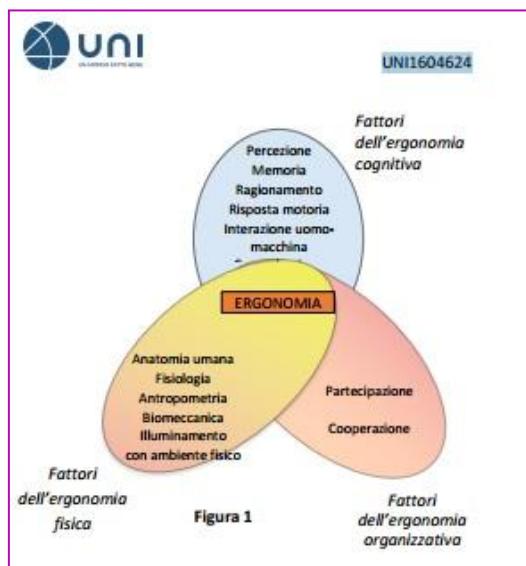 UNI
UNI1604624
Fattori
dell'ergonomia
cognitiva
Percezione
Memoria
Ragionamento
Risposta motoria
Interazione uomo-
macchina
ERGONOMIA
Anatomia umana
Fisiologia
Antropometria
Biomeccanica
Illuminamento
con ambiente fisico
Partecipazione
Cooperazione
Fattori
dell'ergonomia
fisica
Figura 1
Fattori
dell'ergonomia
organizzativa